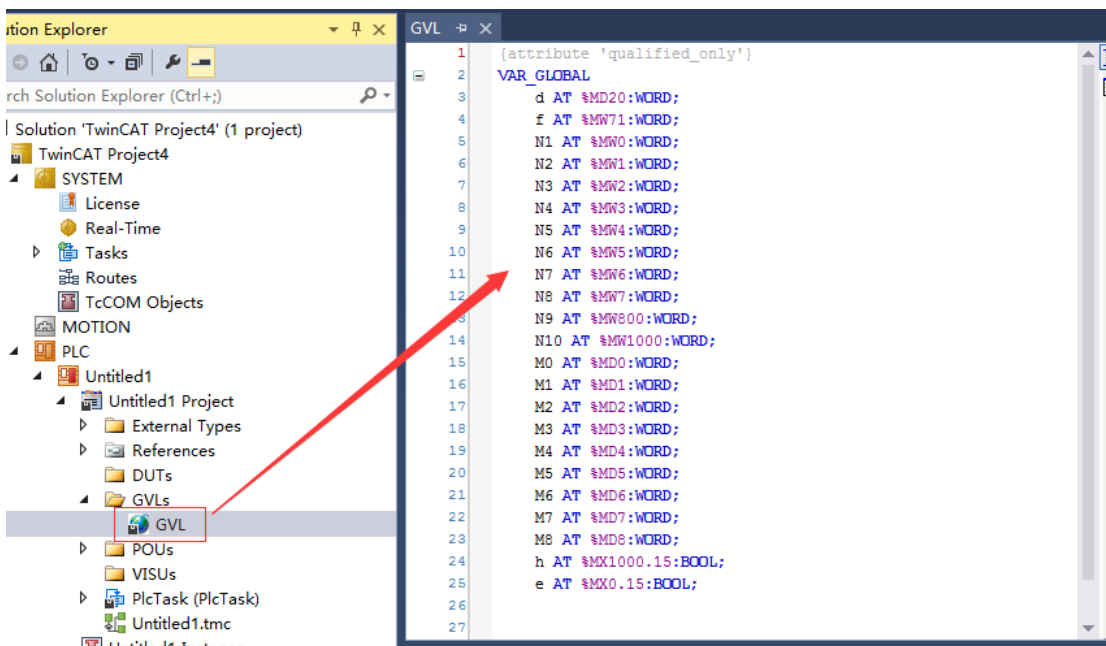 ution Explorer
rch Solution Explorer (Ctrl+;)
Solution 'TwinCAT Project4' (1 project)
TwinCAT Project4
SYSTEM
License
Real-Time
Tasks
Routes
TcCOM Objects
MOTION
PLC
Untitled1
Untitled1 Project
External Types
References
DUTs
GVLs
GVL
POUs
VISUs
PlcTask (PlcTask)
Untitled1.tmc
GVL
1 {attribute 'qualified_only'}
2 VAR_GLOBAL
3 d AT %MD20:WORD;
4 f AT %MW71:WORD;
5 N1 AT %MW0:WORD;
6 N2 AT %MW1:WORD;
7 N3 AT %MW2:WORD;
8 N4 AT %MW3:WORD;
9 N5 AT %MW4:WORD;
10 N6 AT %MW5:WORD;
11 N7 AT %MW6:WORD;
12 N8 AT %MW7:WORD;
N9 AT %MW800:WORD;
14 N10 AT %MW1000:WORD;
15 M0 AT %MD0:WORD;
16 M1 AT %MD1:WORD;
17 M2 AT %MD2:WORD;
18 M3 AT %MD3:WORD;
19 M4 AT %MD4:WORD;
20 M5 AT %MD5:WORD;
21 M6 AT %MD6:WORD;
22 M7 AT %MD7:WORD;
23 M8 AT %MD8:WORD;
24 h AT %MX1000.15:BOOL;
25 e AT %MX0.15:BOOL;
26
27